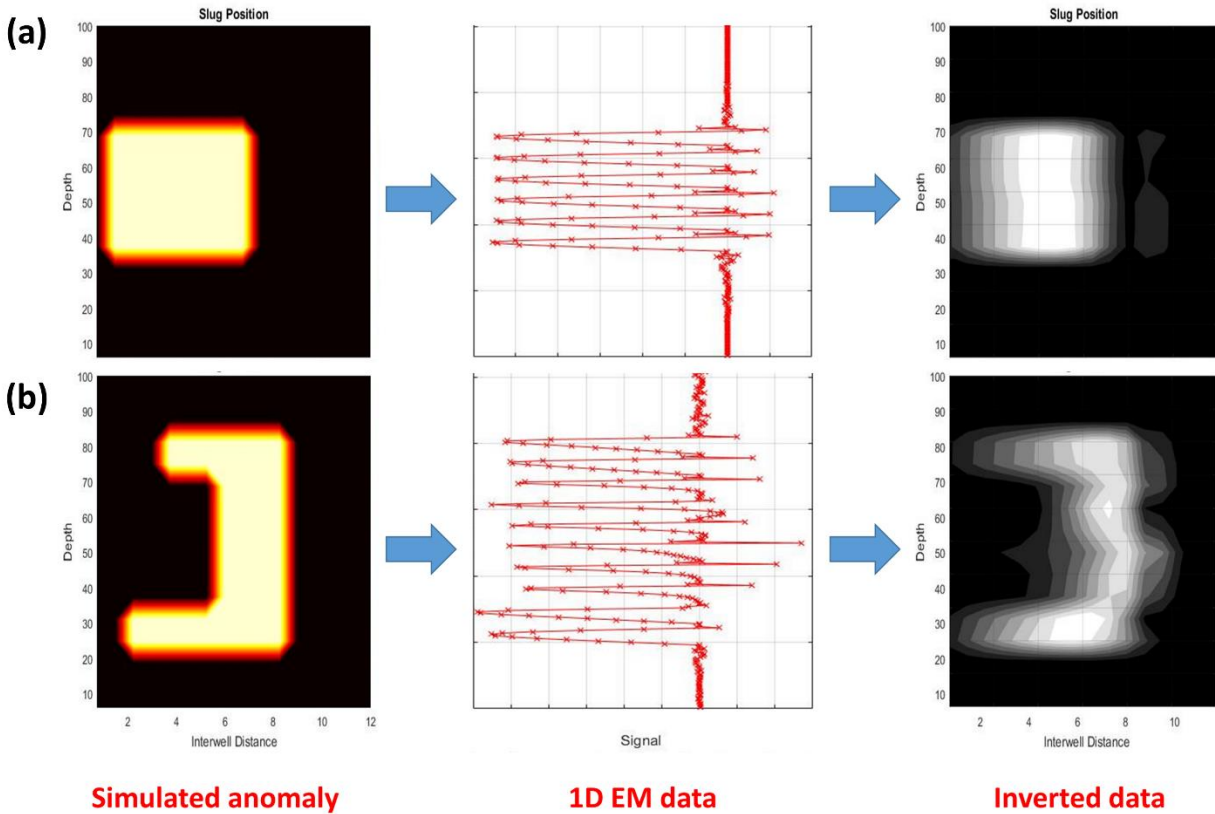 (a)
Slug Position
100
90
80
70
60
50
40
30
20
10
Depth
Slug Position
100
90
80
70
60
50
40
30
20
10
Depth
(b)
100
90
80
70
60
50
40
30
20
10
Depth
2 4 6 8 10 12
Interwell Distance
Signal
100
90
80
70
60
50
40
30
20
10
Depth
2 4 6 8 10
Interwell Distance
Simulated anomaly
1D EM data
Inverted data